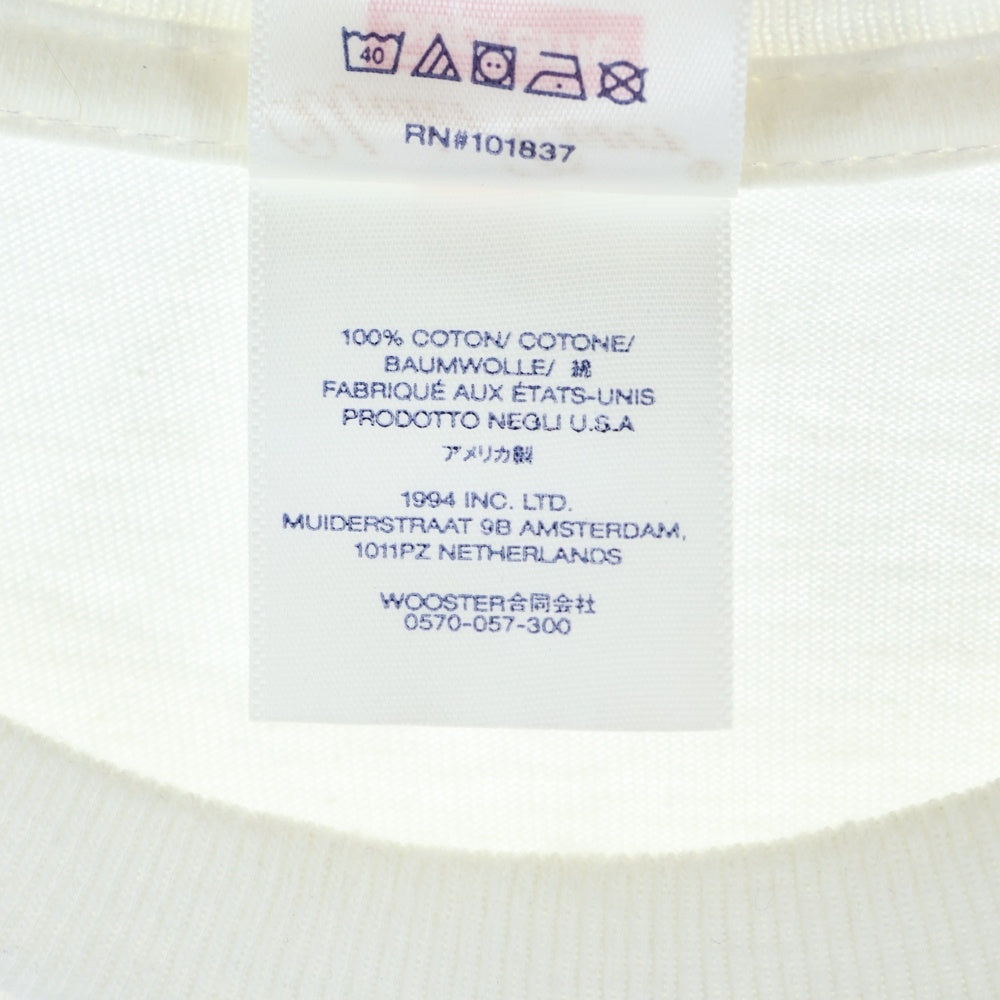 40
RN#101837
100% COTON/ COTONE/
BAUMWOLLE/ 綿
FABRIQUÉ AUX ÉTATS-UNIS
PRODOTTO NEGLI U.S.A
アメリカ製
1994 INC. LTD.
MUIDERSTRAAT 9B AMSTERDAM,
1011PZ NETHERLANDS
WOOSTER合同会社
0570-057-300